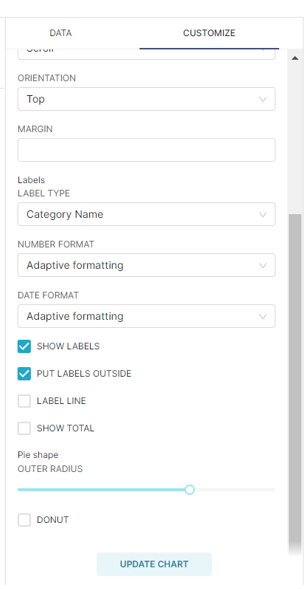 DATA
CUSTOMIZE
Scroll
ORIENTATION
Top
MARGIN
Labels
LABEL TYPE
Category Name
NUMBER FORMAT
Adaptive formatting
DATE FORMAT
Adaptive formatting
SHOW LABELS
PUT LABELS OUTSIDE
LABEL LINE
SHOW TOTAL
Pie shape
OUTER RADIUS
DONUT
UPDATE CHART